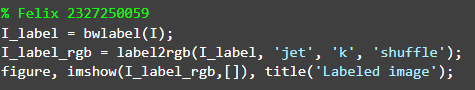 % Felix 2327250059
I_label = bwlabel(I);
I_label_rgb = label2rgb(I_label, 'jet', 'k', 'shuffle');
figure, imshow(I_label_rgb,[]), title('Labeled image');